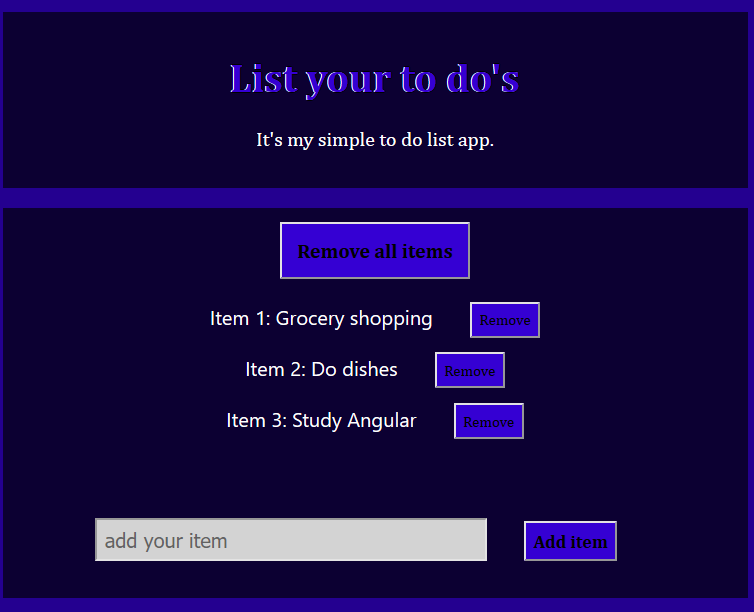 List your to do's
It's my simple to do list app.
Remove all items
Item 1: Grocery shopping Remove
Item 2: Do dishes Remove
Item 3: Study Angular Remove
add your item Add item